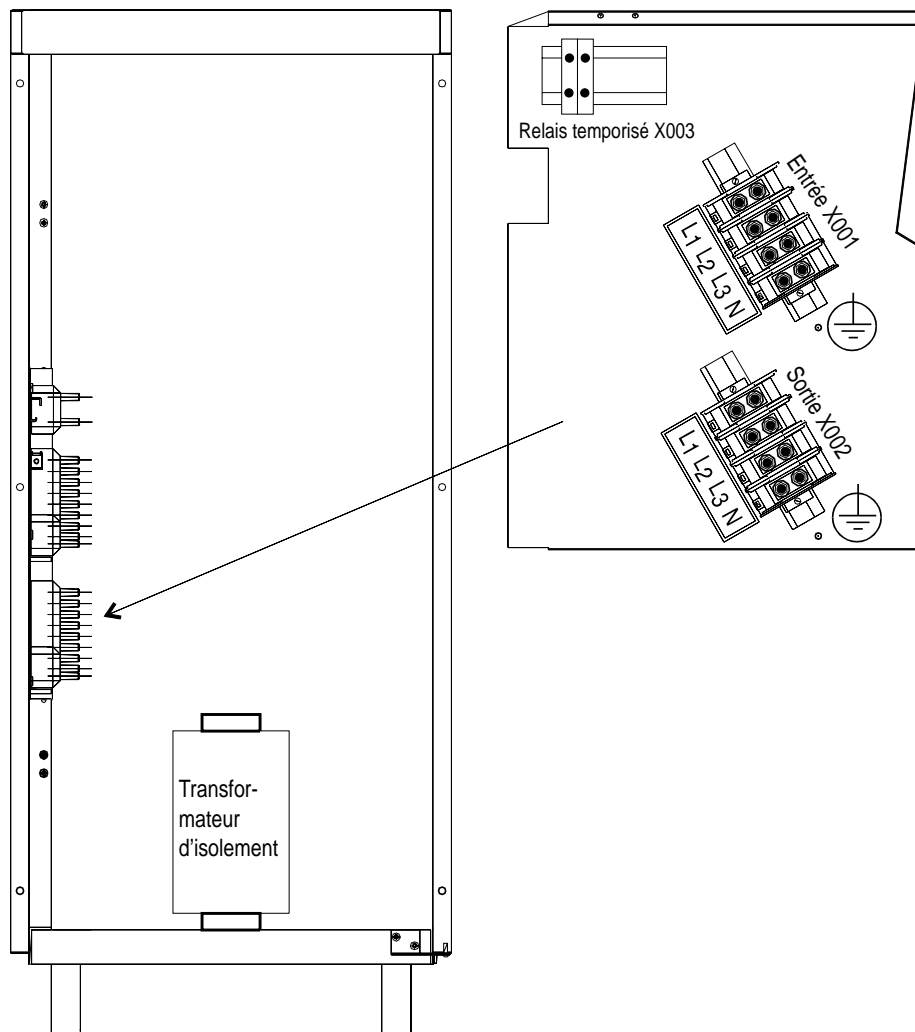 Relais temporisé X003
Entrée X001
L1 L2 L3 N
Sortie X002
L1 L2 L3 N
Transfor-
mateur
d'isolement